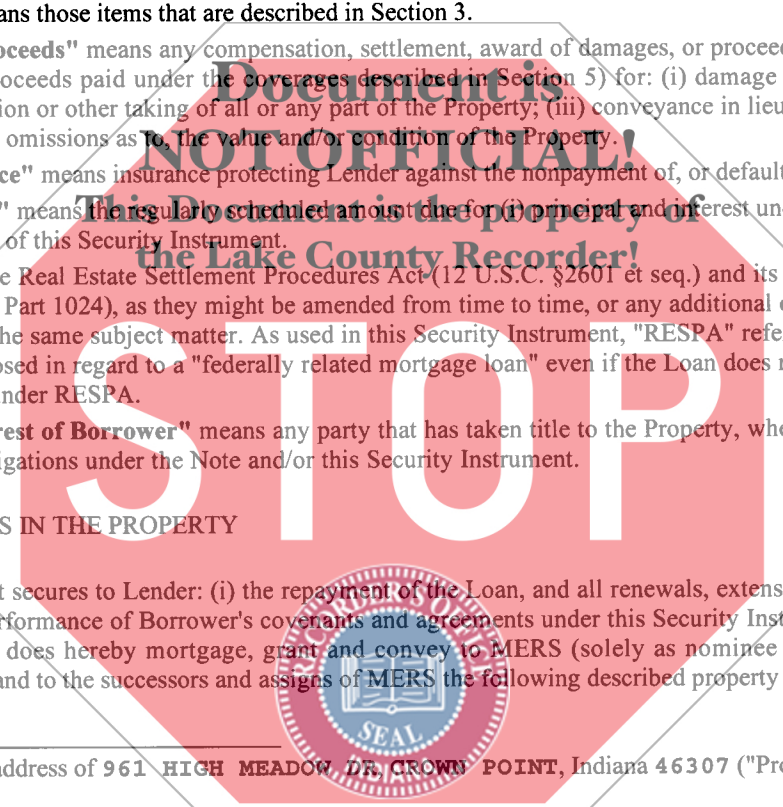 ans those items that are described in Section 3.
oceeds" means any compensation, settlement, award of damages, or proceed
oceeds paid under the coverages described in Section 5) for: (i) damage
ion or other taking of all or any part of the Property; (iii) conveyance in lieu
omissions as to, the value and/or condition of the Property.
ce" means insurance protecting Lender against the nonpayment of, or default
" means the regularly scheduled amount due for (i) principal and interest un
of this Security Instrument.
e Real Estate Settlement Procedures Act (12 U.S.C. §2601 et seq.) and its
Part 1024), as they might be amended from time to time, or any additional
he same subject matter. As used in this Security Instrument, "RESPA" refe
osed in regard to a "federally related mortgage loan" even if the Loan does
nder RESPA.
rest of Borrower" means any party that has taken title to the Property, whe
igations under the Note and/or this Security Instrument.
S IN THE PROPERTY
t secures to Lender: (i) the repayment of the Loan, and all renewals, extens
rformance of Borrower's covenants and agreements under this Security Inst
does hereby mortgage, grant and convey to MERS (solely as nominee
and to the successors and assigns of MERS the following described property
address of 961 HIGH MEADOW DR, CROWN POINT, Indiana 46307 ("Pro
Document is
NOT OFFICIAL!
This Document is the property of
the Lake County Recorder!
STOP
RECORDER'S OFFICE
SEAL
INDIANA